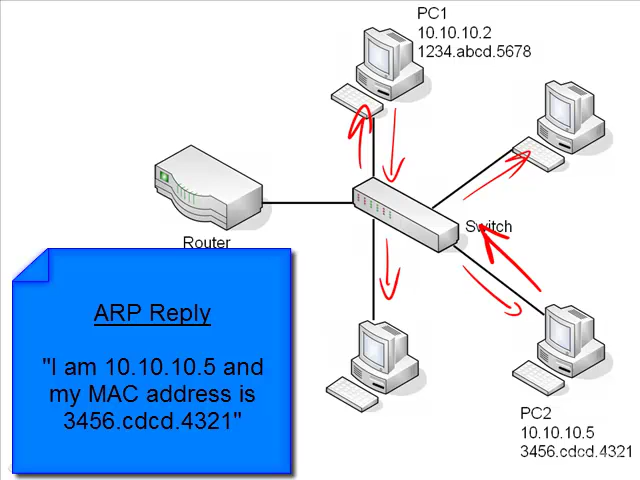 PC1
10.10.10.2
1234.abcd.5678
Switch
Router
ARP Reply
"I am 10.10.10.5 and
my MAC address is
3456.cdcd.4321"
PC2
10.10.10.5
3456.cdcd.4321